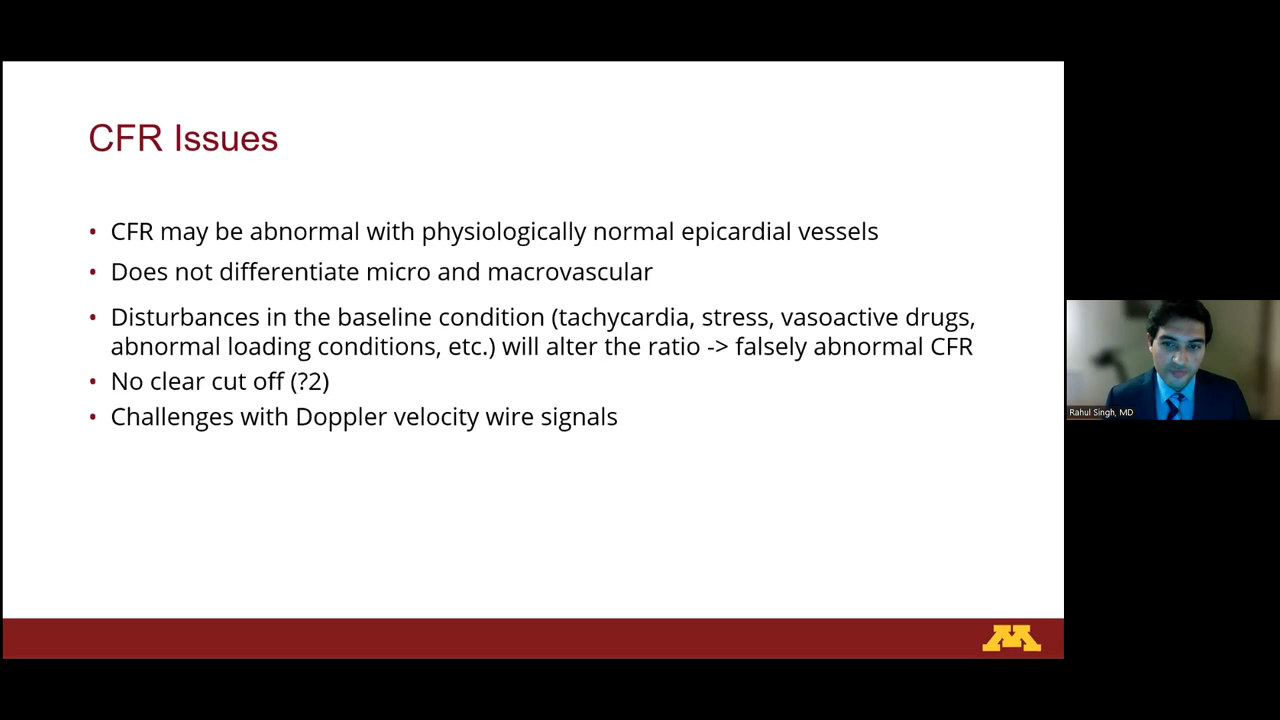 CFR Issues
• CFR may be abnormal with physiologically normal epicardial vessels
• Does not differentiate micro and macrovascular
• Disturbances in the baseline condition (tachycardia, stress, vasoactive drugs,
abnormal loading conditions, etc.) will alter the ratio -> falsely abnormal CFR
• No clear cut off (?2)
• Challenges with Doppler velocity wire signals
Rahul Singh, MD
M